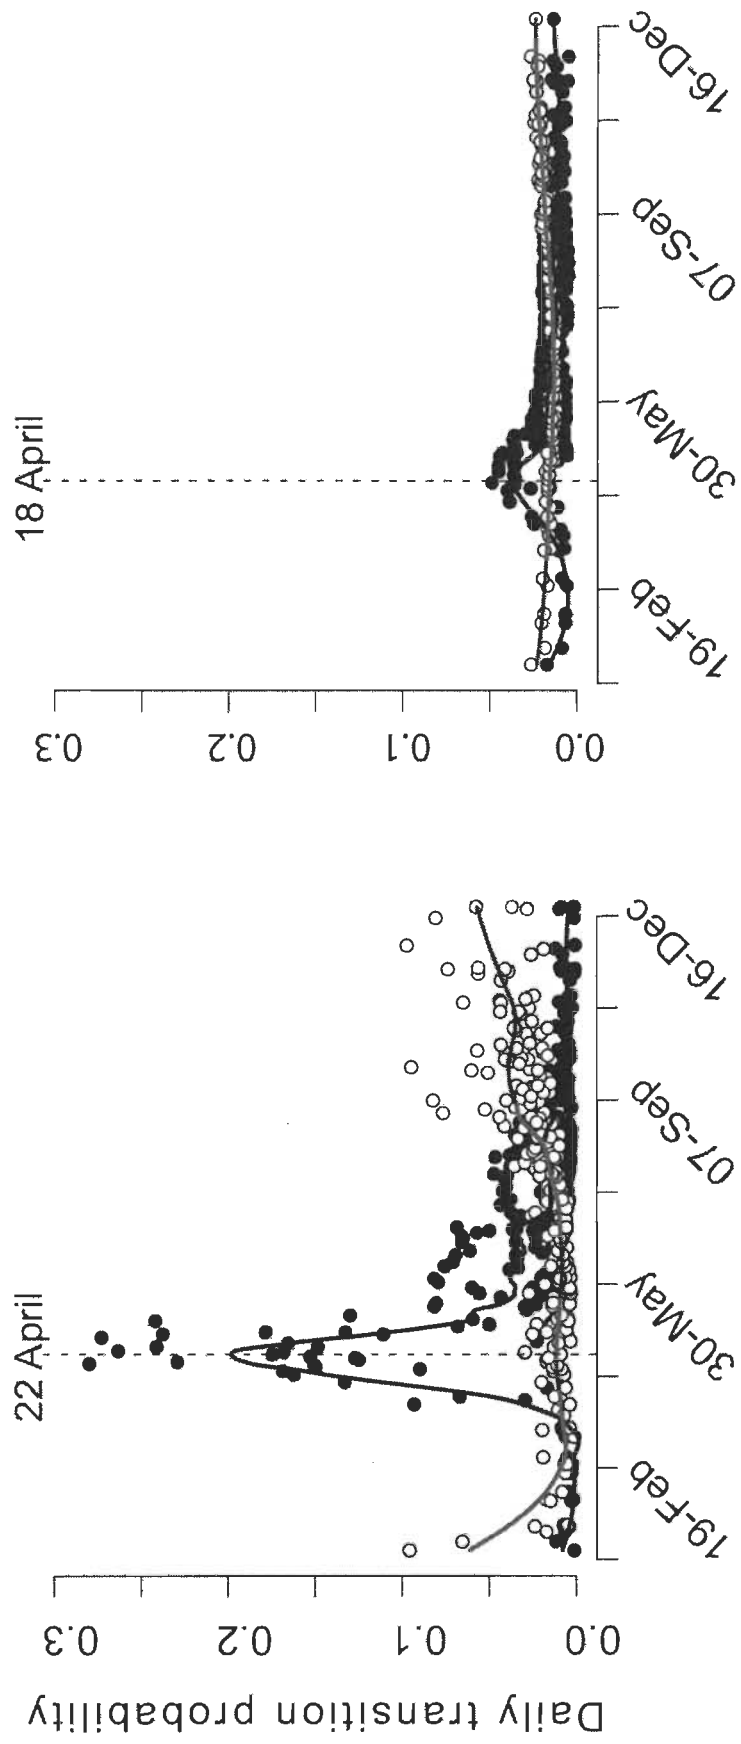 22 April
18 April
Daily transition probability
0.3
0.2
0.1
0.0
19-Feb
30-May
07-Sep
16-Dec
0.3
0.2
0.1
0.0
19-Feb
30-May
07-Sep
16-Dec